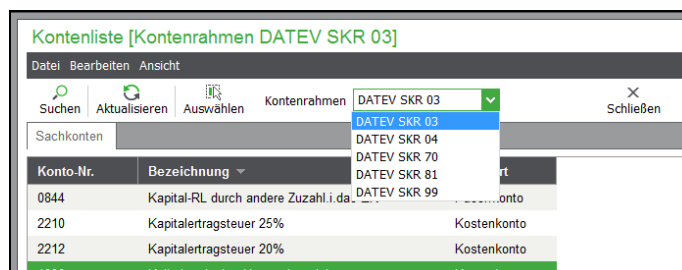 Kontenliste [Kontenrahmen DATEV SKR 03]
Datei Bearbeiten Ansicht
Suchen Aktualisieren Auswählen Kontenrahmen DATEV SKR 03 Schließen
DATEV SKR 03
DATEV SKR 04
DATEV SKR 70
DATEV SKR 81
DATEV SKR 99
Sachkonten
Konto-Nr. Bezeichnung
0844 Kapital-RL durch andere Zuzahl.i.das
2210 Kapitalertragsteuer 25% Kostenkonto
2212 Kapitalertragsteuer 20% Kostenkonto